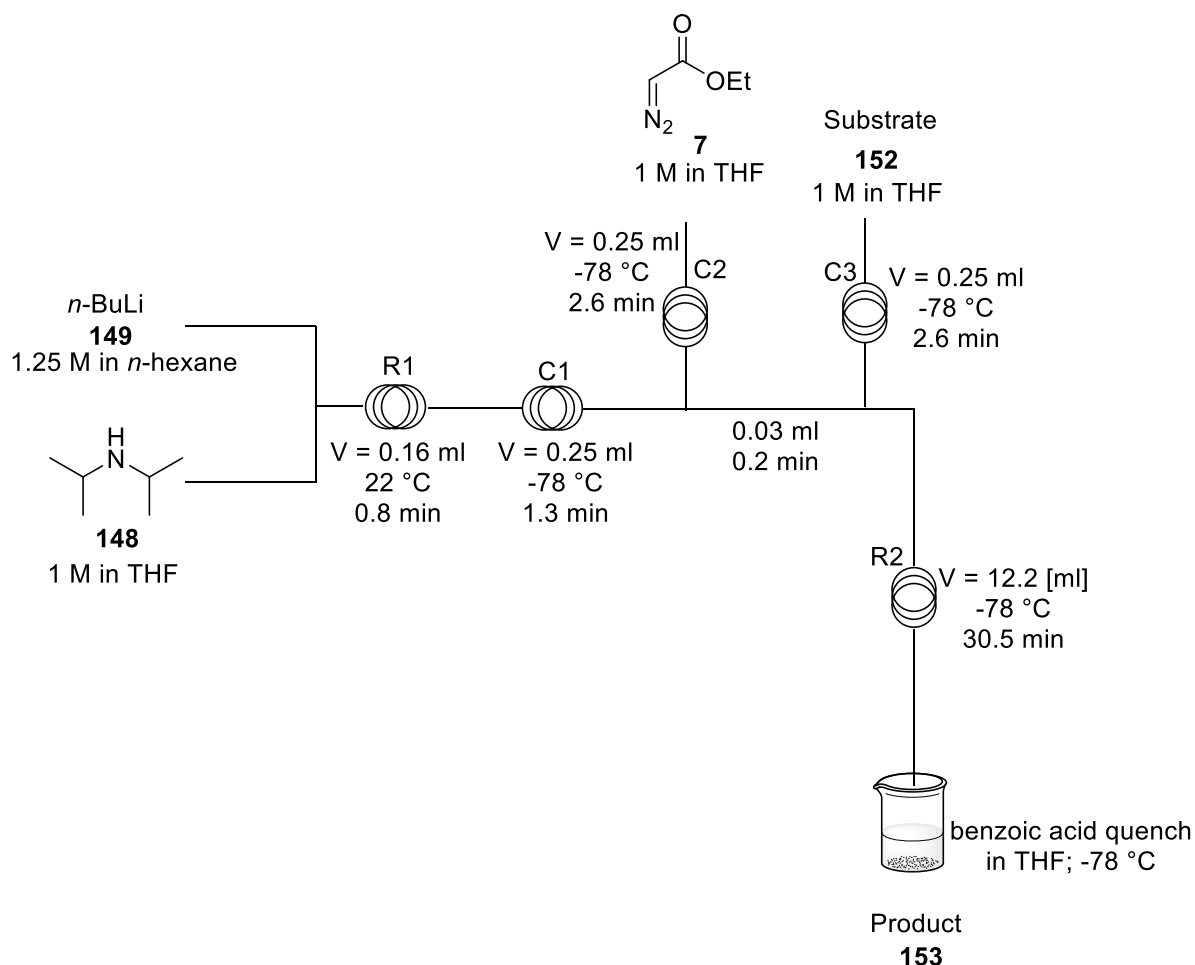 O
OEt
N2
7
1 M in THF
Substrate
152
1 M in THF
V = 0.25 ml
-78 °C
2.6 min
C2
C3
V = 0.25 ml
-78 °C
2.6 min
n-BuLi
149
1.25 M in n-hexane
R1
V = 0.16 ml
22 °C
0.8 min
C1
V = 0.25 ml
-78 °C
1.3 min
0.03 ml
0.2 min
H
N
148
1 M in THF
R2
V = 12.2 [ml]
-78 °C
30.5 min
benzoic acid quench
in THF; -78 °C
Product
153